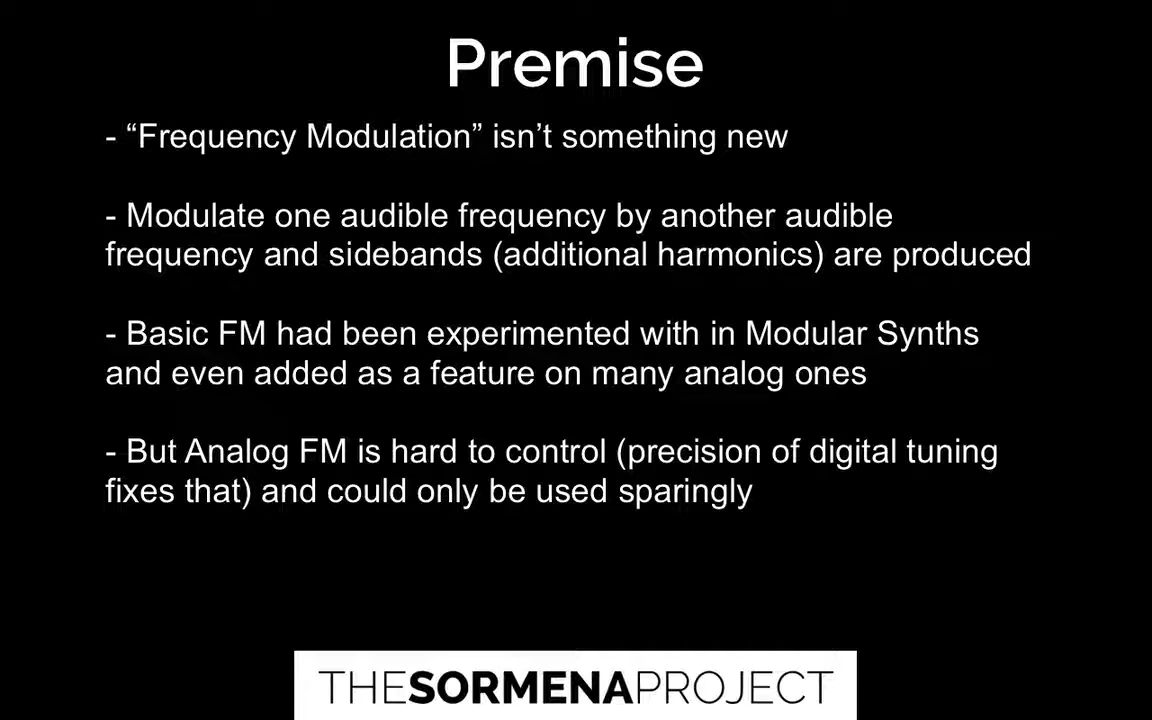 Premise
- “Frequency Modulation” isn’t something new
- Modulate one audible frequency by another audible
frequency and sidebands (additional harmonics) are produced
- Basic FM had been experimented with in Modular Synths
and even added as a feature on many analog ones
- But Analog FM is hard to control (precision of digital tuning
fixes that) and could only be used sparingly
THESORMENAPROJECT